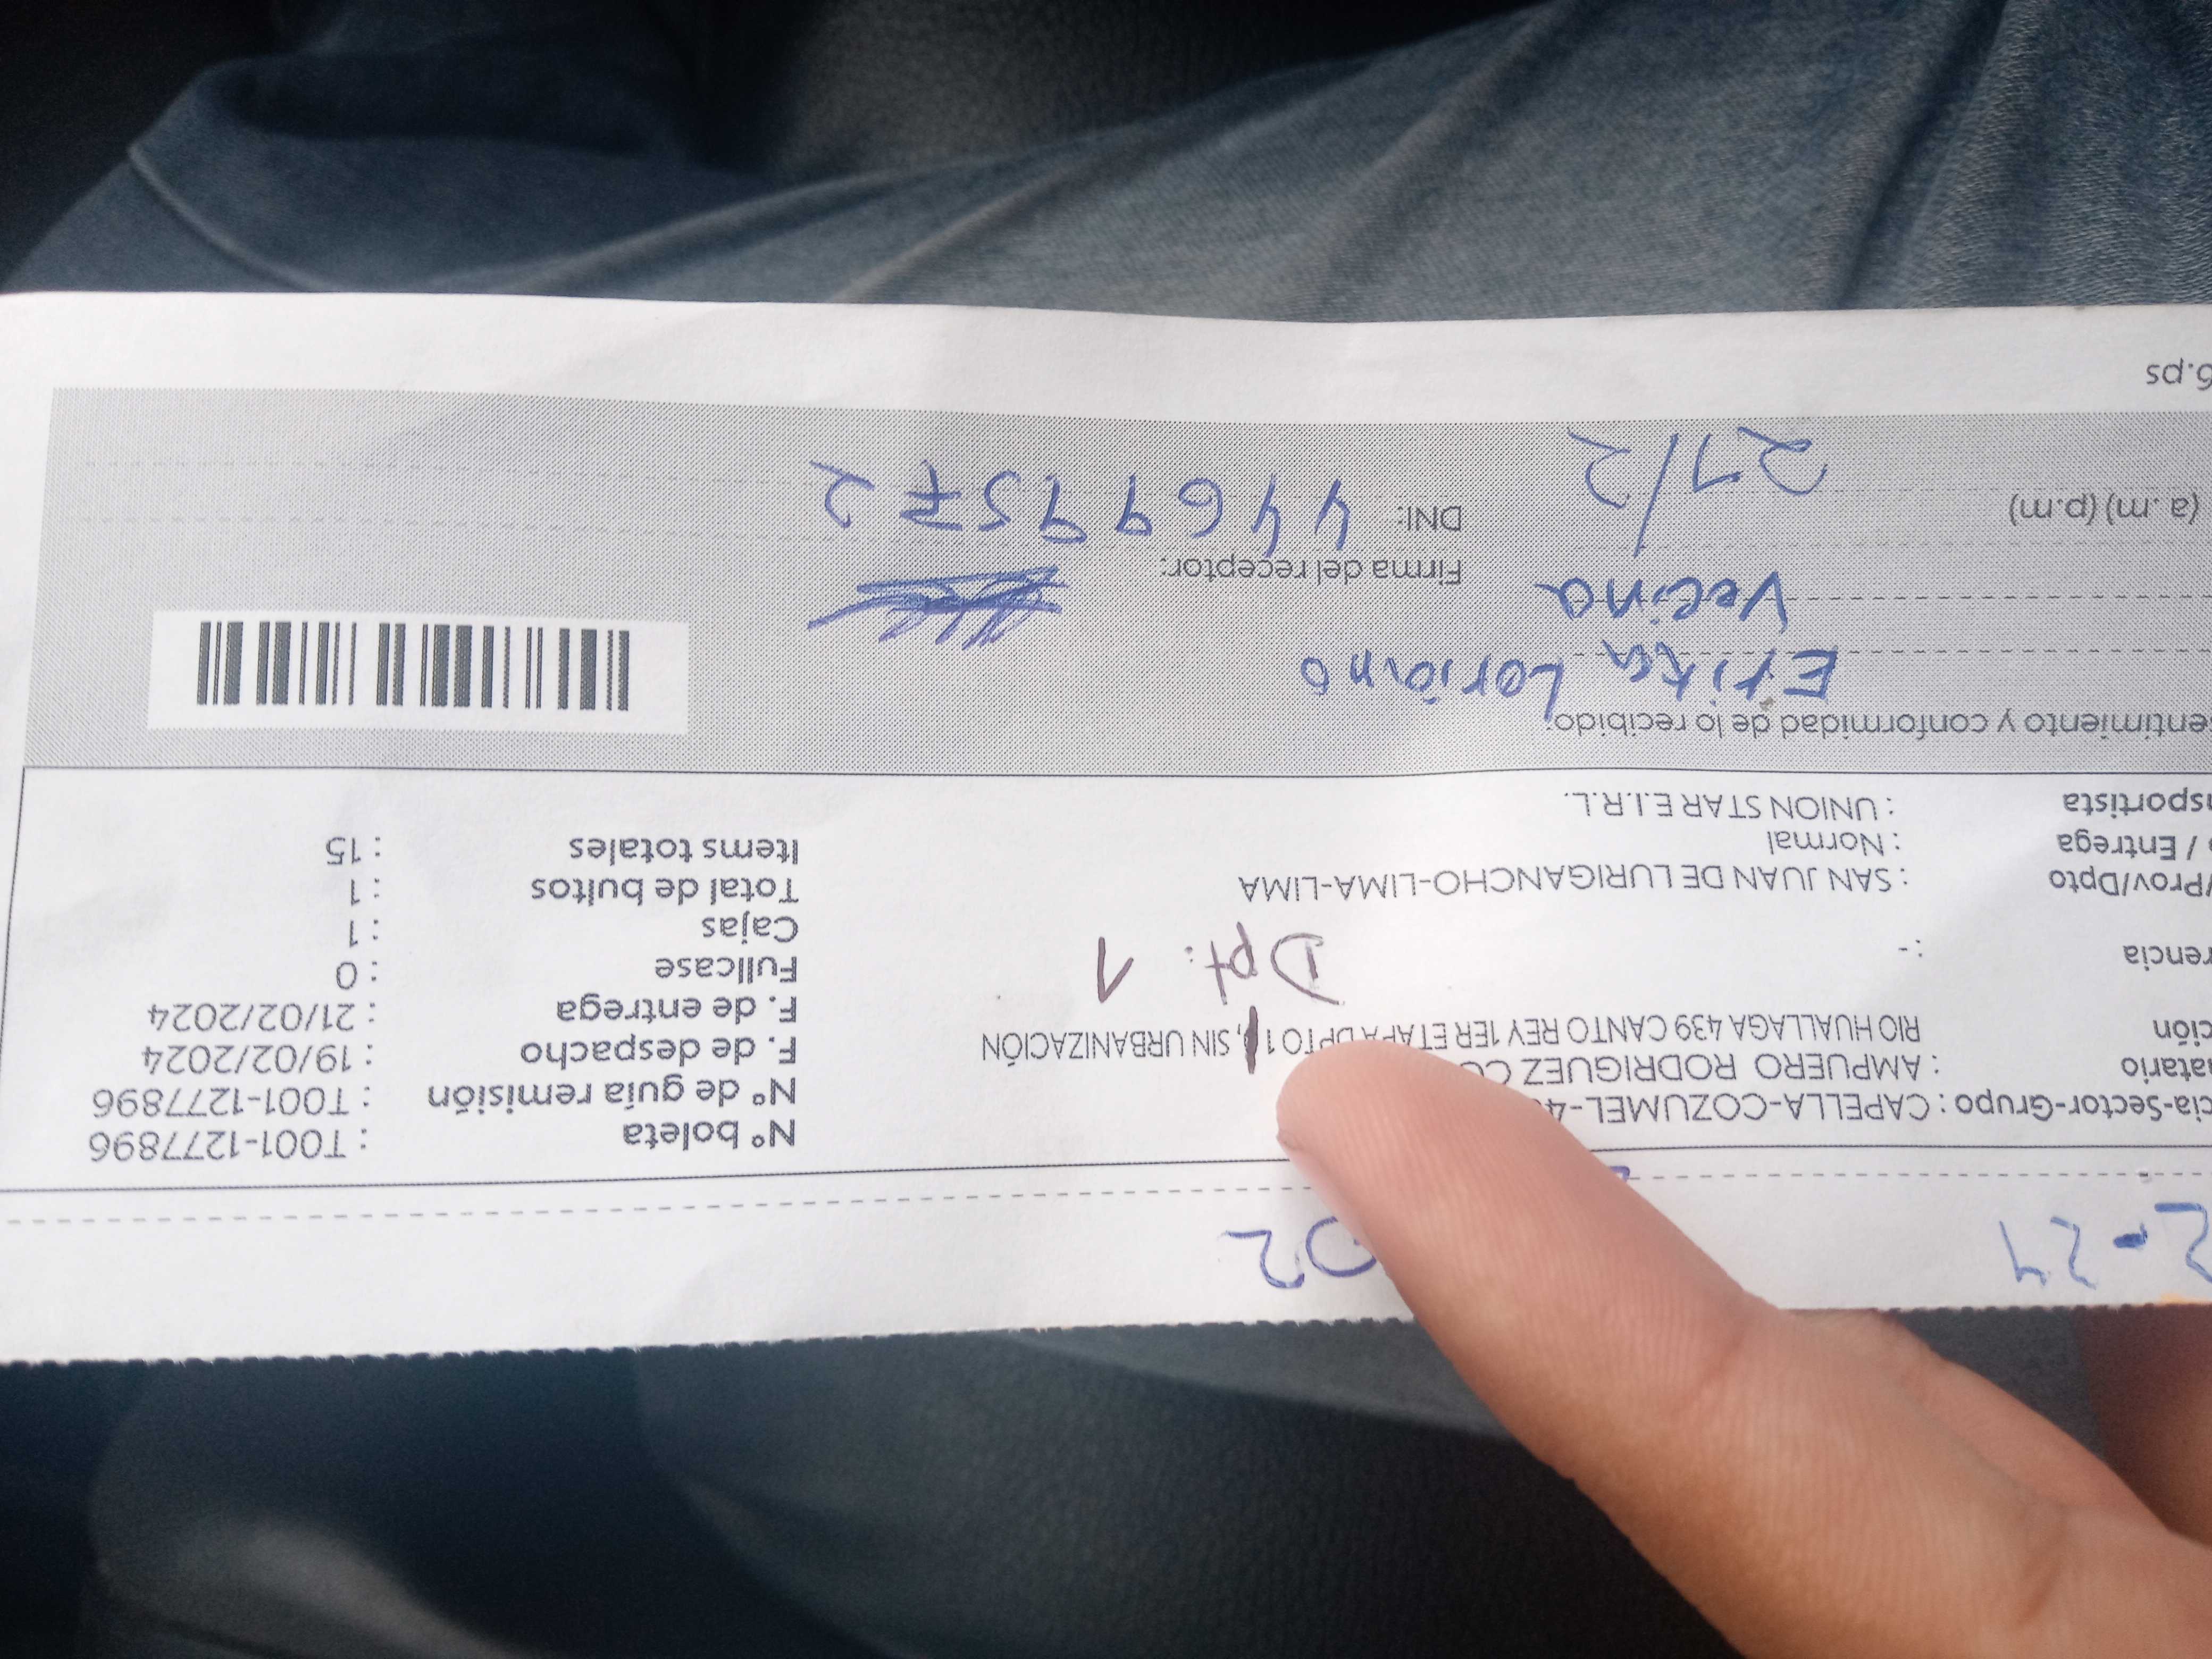 2-24
02
cia-Sector-Grupo : CAPELLA-COZUMEL-40
N° boleta : T001-1277896
atario : AMPUERO RODRIGUEZ CO
N° de guía remisión : T001-1277896
ción RIO HUALLAGA 439 CANTO REY 1ER ETAPA DPTO 1, SIN URBANIZACIÓN
F. de despacho : 19/02/2024
F. de entrega : 21/02/2024
Dpt: 1
rencia : -
Fullcase : 0
Cajas : 1
/Prov/Dpto : SAN JUAN DE LURIGANCHO-LIMA-LIMA
Total de bultos : 1
/ Entrega : Normal
Items totales : 15
sportista : UNION STAR E.I.R.L.
entimiento y conformidad de lo recibido:
Erika Loriano
Vecina
Firma del receptor:
(a .m) (p.m)
21/2
DNI: 44699572
6.ps